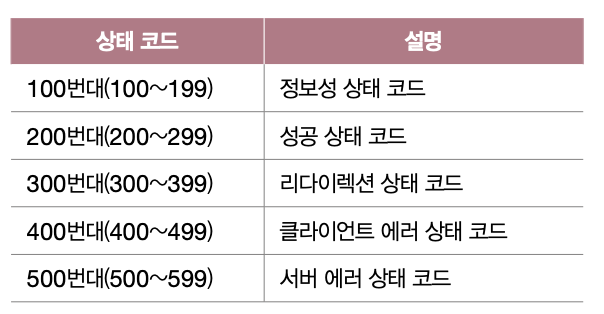 상태 코드 설명
100번대(100~199) 정보성 상태 코드
200번대(200~299) 성공 상태 코드
300번대(300~399) 리다이렉션 상태 코드
400번대(400~499) 클라이언트 에러 상태 코드
500번대(500~599) 서버 에러 상태 코드